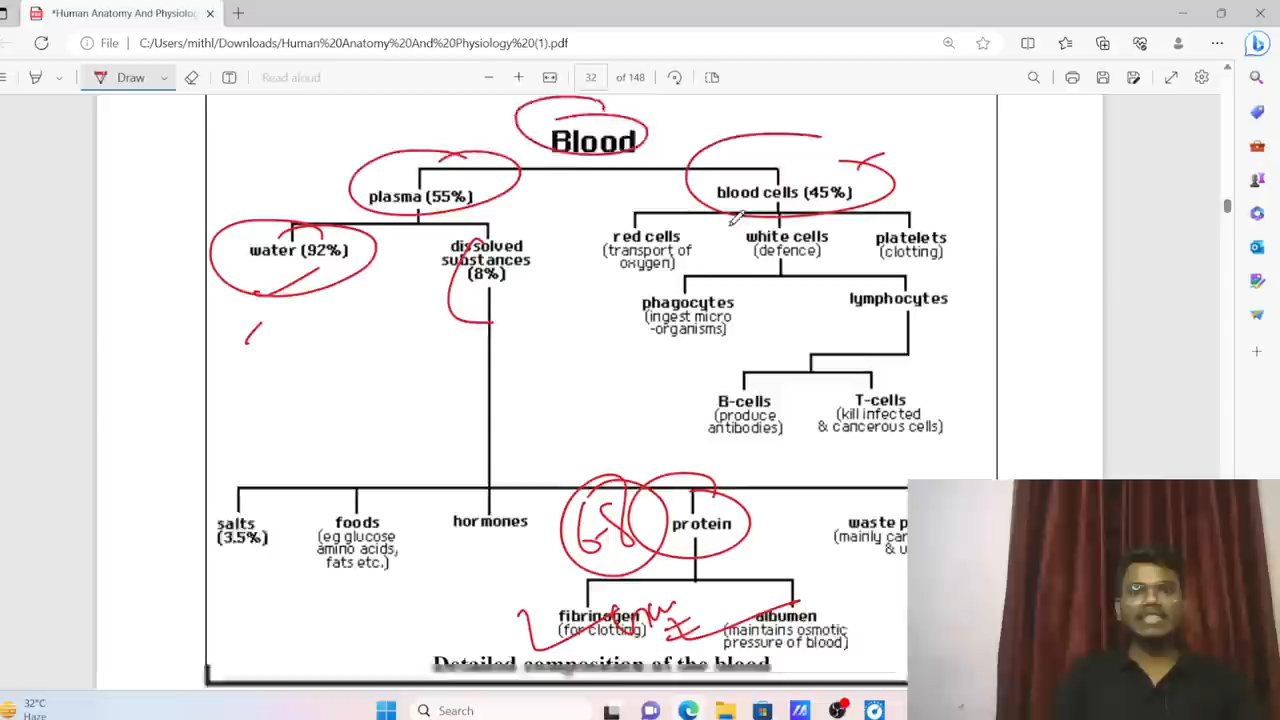 *Human Anatomy And Physiolog
File
C:/Users/mithl/Downloads/Human%20Anatomy%20And%20Physiology%20(1).pdf
Draw
Read aloud
32
of 148
Blood
plasma (55%)
blood cells (45%)
water (92%)
dissolved
substances
(8%)
red cells
(transport of
oxygen)
white cells
(defence)
platelets
(clotting)
phagocytes
(ingest micro
-organisms)
lymphocytes
B-cells
(produce
antibodies)
T-cells
(kill infected
& cancerous cells)
salts
(3.5%)
foods
(eg glucose
amino acids,
fats etc.)
hormones
6-8
protein
waste p
(mainly car
& u
fibrinogen
(for clotting)
albumen
(maintains osmotic
pressure of blood)
Detailed composition of the blood
32°C
Haze
Search